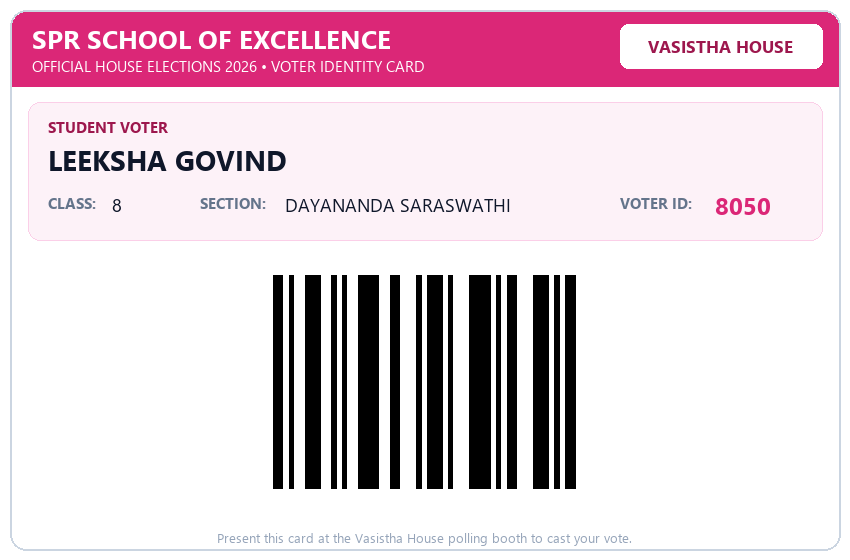 SPR SCHOOL OF EXCELLENCE
OFFICIAL HOUSE ELECTIONS 2026 • VOTER IDENTITY CARD
VASISTHA HOUSE
STUDENT VOTER
LEEKSHA GOVIND
CLASS: 8 SECTION: DAYANANDA SARASWATHI VOTER ID: 8050
Present this card at the Vasistha House polling booth to cast your vote.